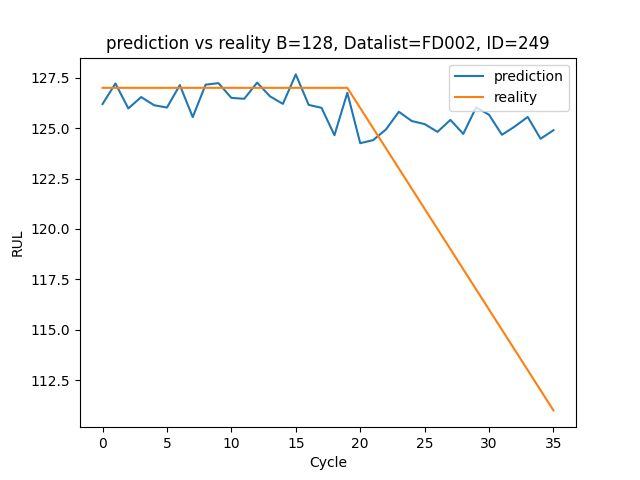 prediction vs reality B=128, Datalist=FD002, ID=249
prediction
reality
127.5
125.0
122.5
120.0
117.5
115.0
112.5
RUL
0 5 10 15 20 25 30 35
Cycle